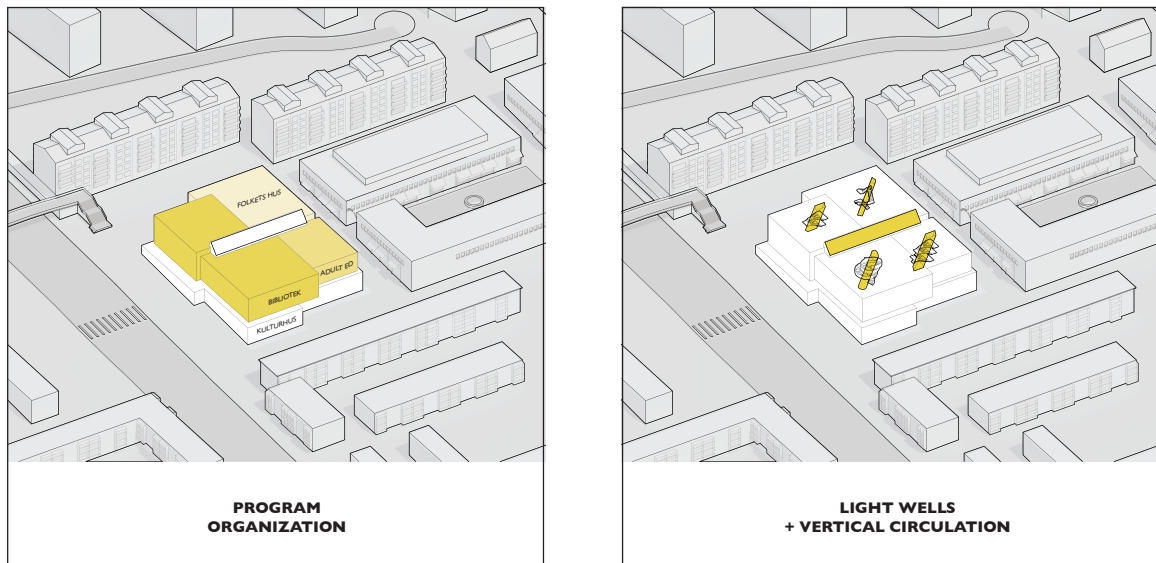 FOLKETS HUS
ADULT ED
BIBLIOTEK
KULTURHUS
PROGRAM
ORGANIZATION
LIGHT WELLS
+ VERTICAL CIRCULATION